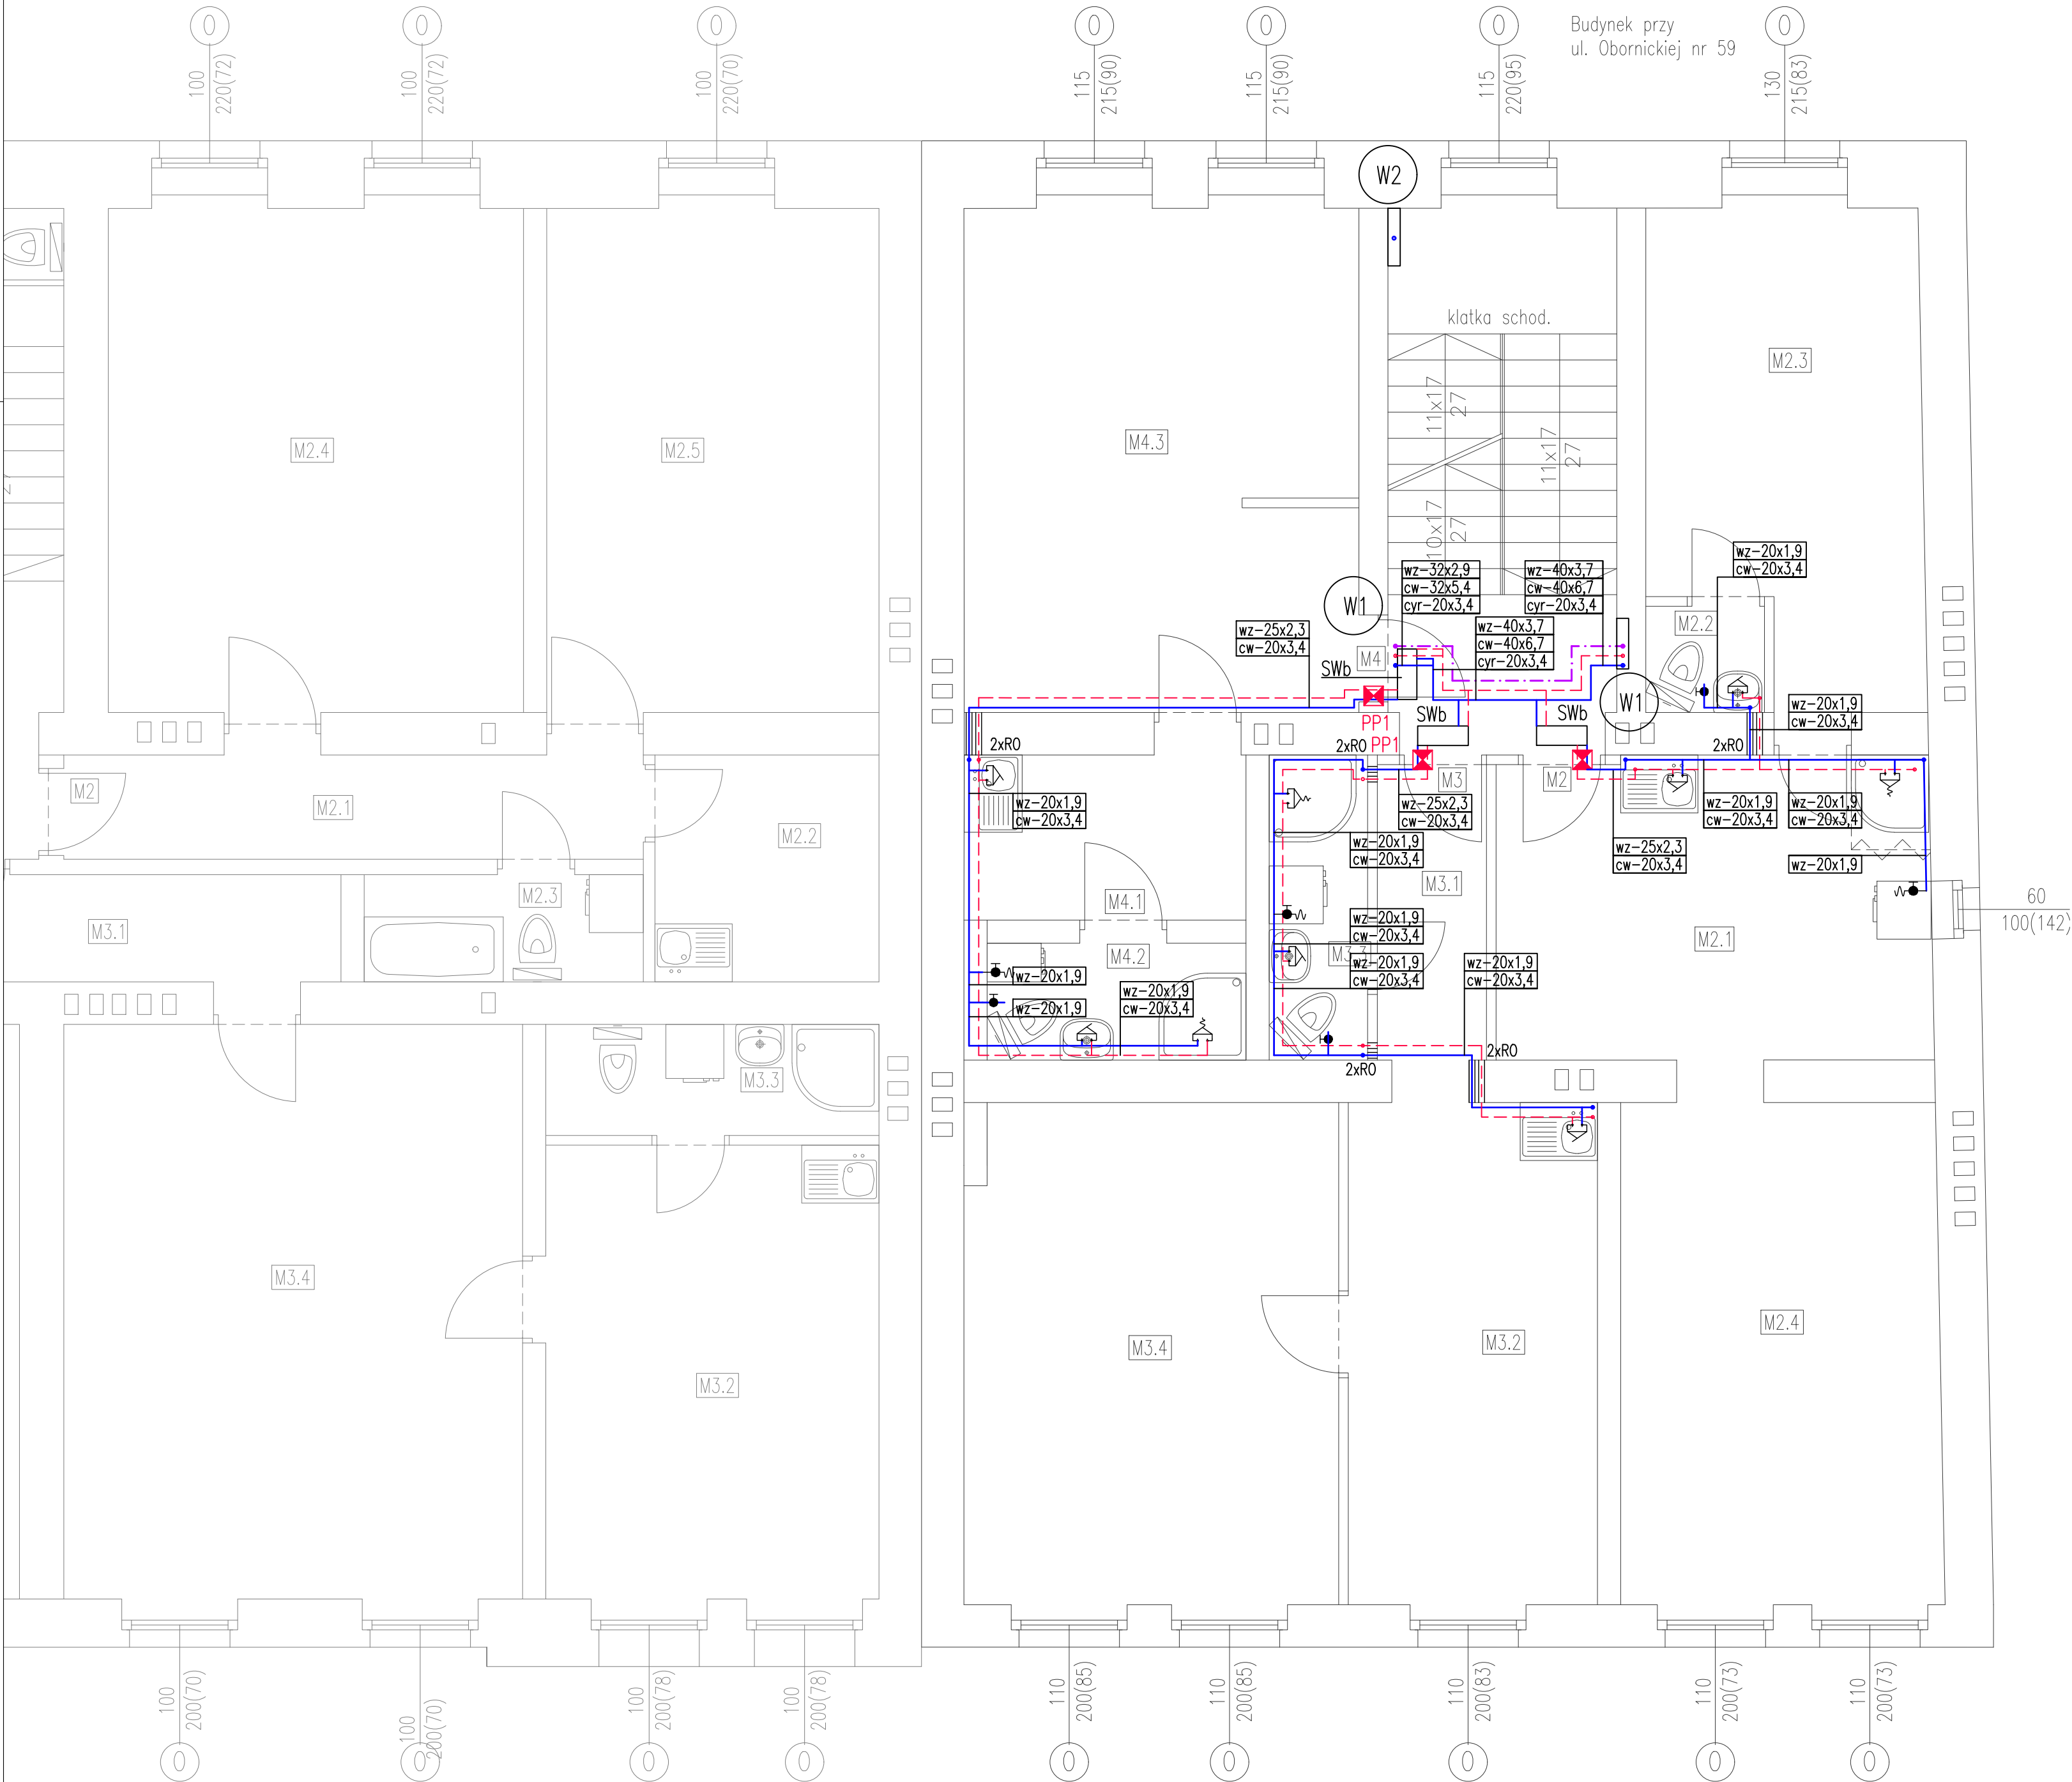 Budynek przy
ul. Obornickiej nr 59
O
O
O
O
O
O
O
100
220(72)
100
220(72)
100
220(70)
115
215(90)
115
215(90)
115
220(95)
130
215(83)
W2
klatka schod.
M2.3
M2.4
M2.5
M4.3
11x17
27
11x17
27
10x17
27
wz-20x1,9
cw-20x3,4
wz-32x2,9
cw-32x5,4
cyr-20x3,4
wz-40x3,7
cw-40x6,7
cyr-20x3,4
W1
wz-25x2,3
cw-20x3,4
wz-40x3,7
cw-40x6,7
cyr-20x3,4
M2.2
M4
SWb
W1
SWb
SWb
PP1
PP1
wz-20x1,9
cw-20x3,4
2xRO
2xRO
2xRO
M2
M2.1
M2.2
M3
M2
wz-20x1,9
cw-20x3,4
wz-25x2,3
cw-20x3,4
wz-20x1,9
cw-20x3,4
wz-20x1,9
cw-20x3,4
wz-20x1,9
cw-20x3,4
wz-25x2,3
cw-20x3,4
wz-20x1,9
M2.3
M3.1
M4.1
M3.1
60
100(142)
M3.1
wz-20x1,9
cw-20x3,4
M2.1
M4.2
M3.3
wz-20x1,9
cw-20x3,4
wz-20x1,9
cw-20x3,4
wz-20x1,9
wz-20x1,9
wz-20x1,9
cw-20x3,4
2xRO
2xRO
M3.3
M3.4
M3.2
M3.4
M3.2
M2.4
100
200(70)
100
200(70)
100
200(78)
100
200(78)
110
200(85)
110
200(85)
110
200(83)
110
200(73)
110
200(73)
O
O
O
O
O
O
O
O
O